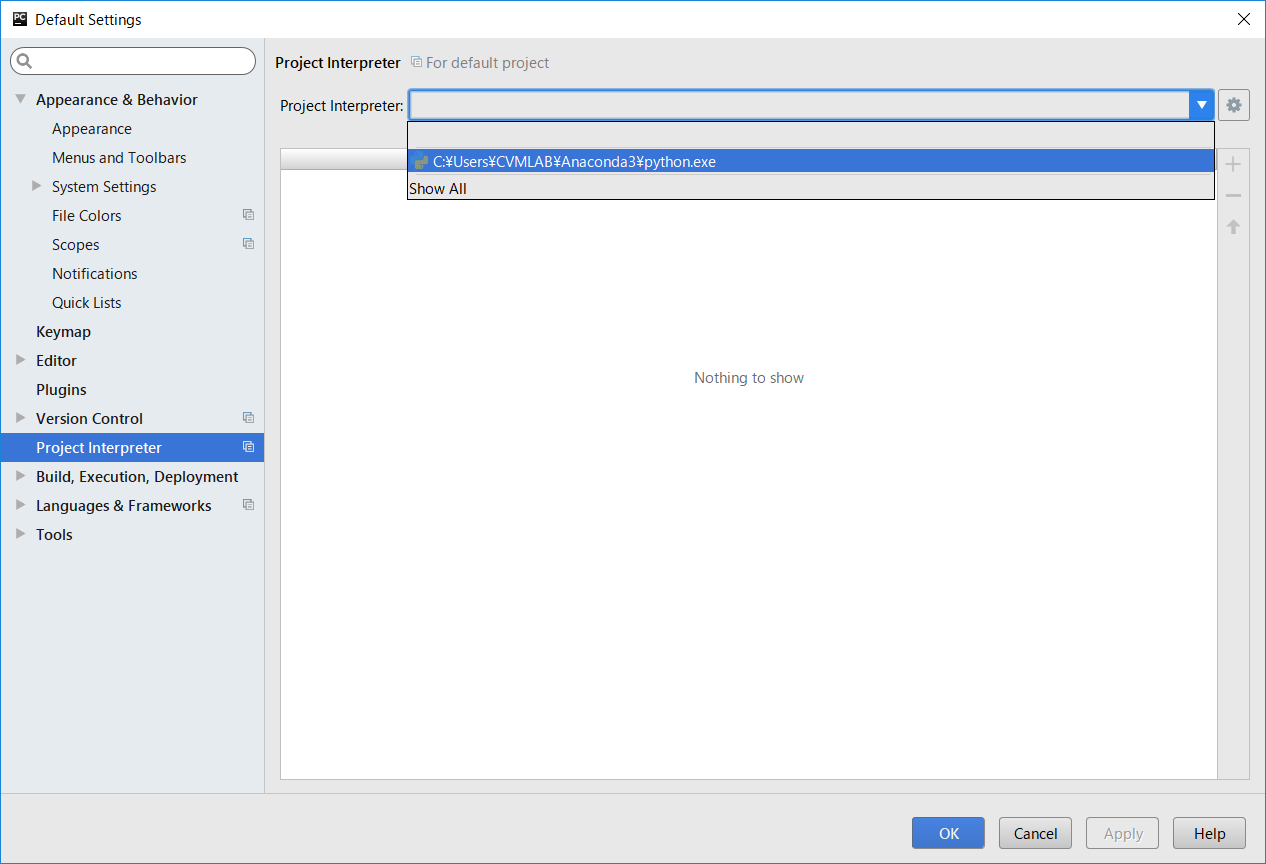 PC Default Settings
Appearance & Behavior
Appearance
Menus and Toolbars
System Settings
File Colors
Scopes
Notifications
Quick Lists
Keymap
Editor
Plugins
Version Control
Project Interpreter
Build, Execution, Deployment
Languages & Frameworks
Tools
Project Interpreter For default project
Project Interpreter:
C:¥Users¥CVMLAB¥Anaconda3¥python.exe
Show All
Nothing to show
OK Cancel Apply Help